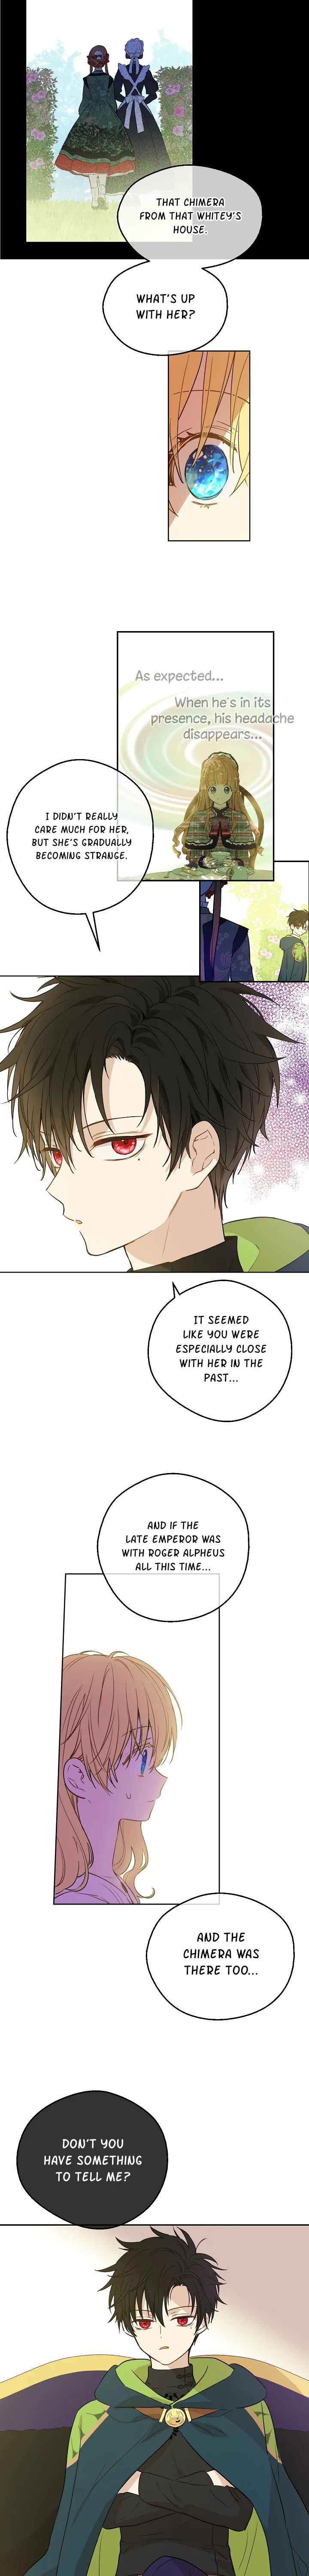 THAT CHIMERA
FROM THAT WHITEY'S
HOUSE.
WHAT'S UP
WITH HER?
As expected...
When he's in its
presence, his headache
disappears...
I DIDN'T REALLY
CARE MUCH FOR HER,
BUT SHE'S GRADUALLY
BECOMING STRANGE.
IT SEEMED
LIKE YOU WERE
ESPECIALLY CLOSE
WITH HER IN THE
PAST...
AND IF THE
LATE EMPEROR WAS
WITH ROGER ALPHEUS
ALL THIS TIME...
AND THE
CHIMERA WAS
THERE TOO...
DON'T YOU
HAVE SOMETHING
TO TELL ME?